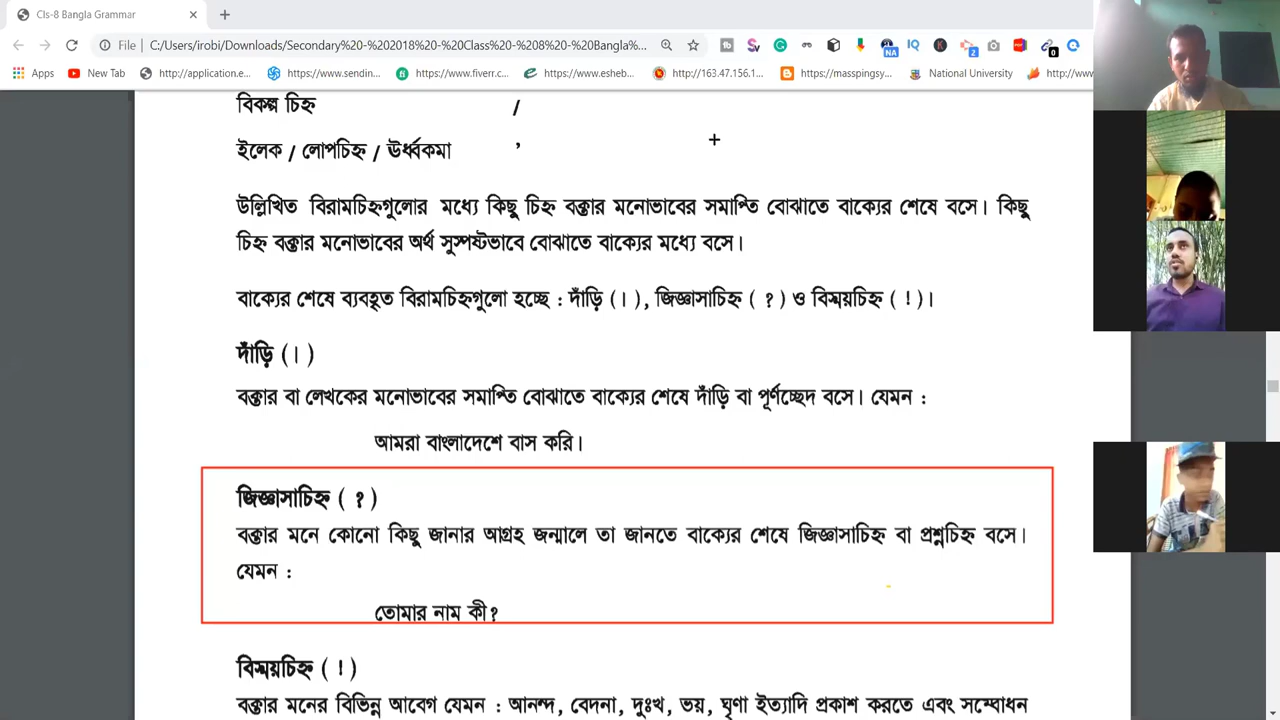 Cls-8 Bangla Grammar
File | C:/Users/irobi/Downloads/Secondary%20-%202018%20-%20Class%20-%208%20-%20Bangla%...
Apps New Tab http://application.e... https://www.sendin... https://www.fiverr.c... https://www.esheb... http://163.47.156.1... https://masspingsy... National University http://www...
বিকল্প চিহ্ন /
ইলেক / লোপচিহ্ন / ঊর্ধ্বকমা ’
উল্লিখিত বিরামচিহ্নগুলোর মধ্যে কিছু চিহ্ন বক্তার মনোভাবের সমাপ্তি বোঝাতে বাক্যের শেষে বসে। কিছু
চিহ্ন বক্তার মনোভাবের অর্থ সুস্পষ্টভাবে বোঝাতে বাক্যের মধ্যে বসে।
বাক্যের শেষে ব্যবহৃত বিরামচিহ্নগুলো হচ্ছে : দাঁড়ি (।), জিজ্ঞাসাচিহ্ন ( ? ) ও বিস্ময়চিহ্ন ( ! )।
দাঁড়ি (।)
বক্তার বা লেখকের মনোভাবের সমাপ্তি বোঝাতে বাক্যের শেষে দাঁড়ি বা পূর্ণচ্ছেদ বসে। যেমন :
আমরা বাংলাদেশে বাস করি।
জিজ্ঞাসাচিহ্ন ( ? )
বক্তার মনে কোনো কিছু জানার আগ্রহ জন্মালে তা জানতে বাক্যের শেষে জিজ্ঞাসাচিহ্ন বা প্রশ্নচিহ্ন বসে।
যেমন :
তোমার নাম কী?
বিস্ময়চিহ্ন ( ! )
বক্তার মনের বিভিন্ন আবেগ যেমন : আনন্দ, বেদনা, দুঃখ, ভয়, ঘৃণা ইত্যাদি প্রকাশ করতে এবং সম্বোধন